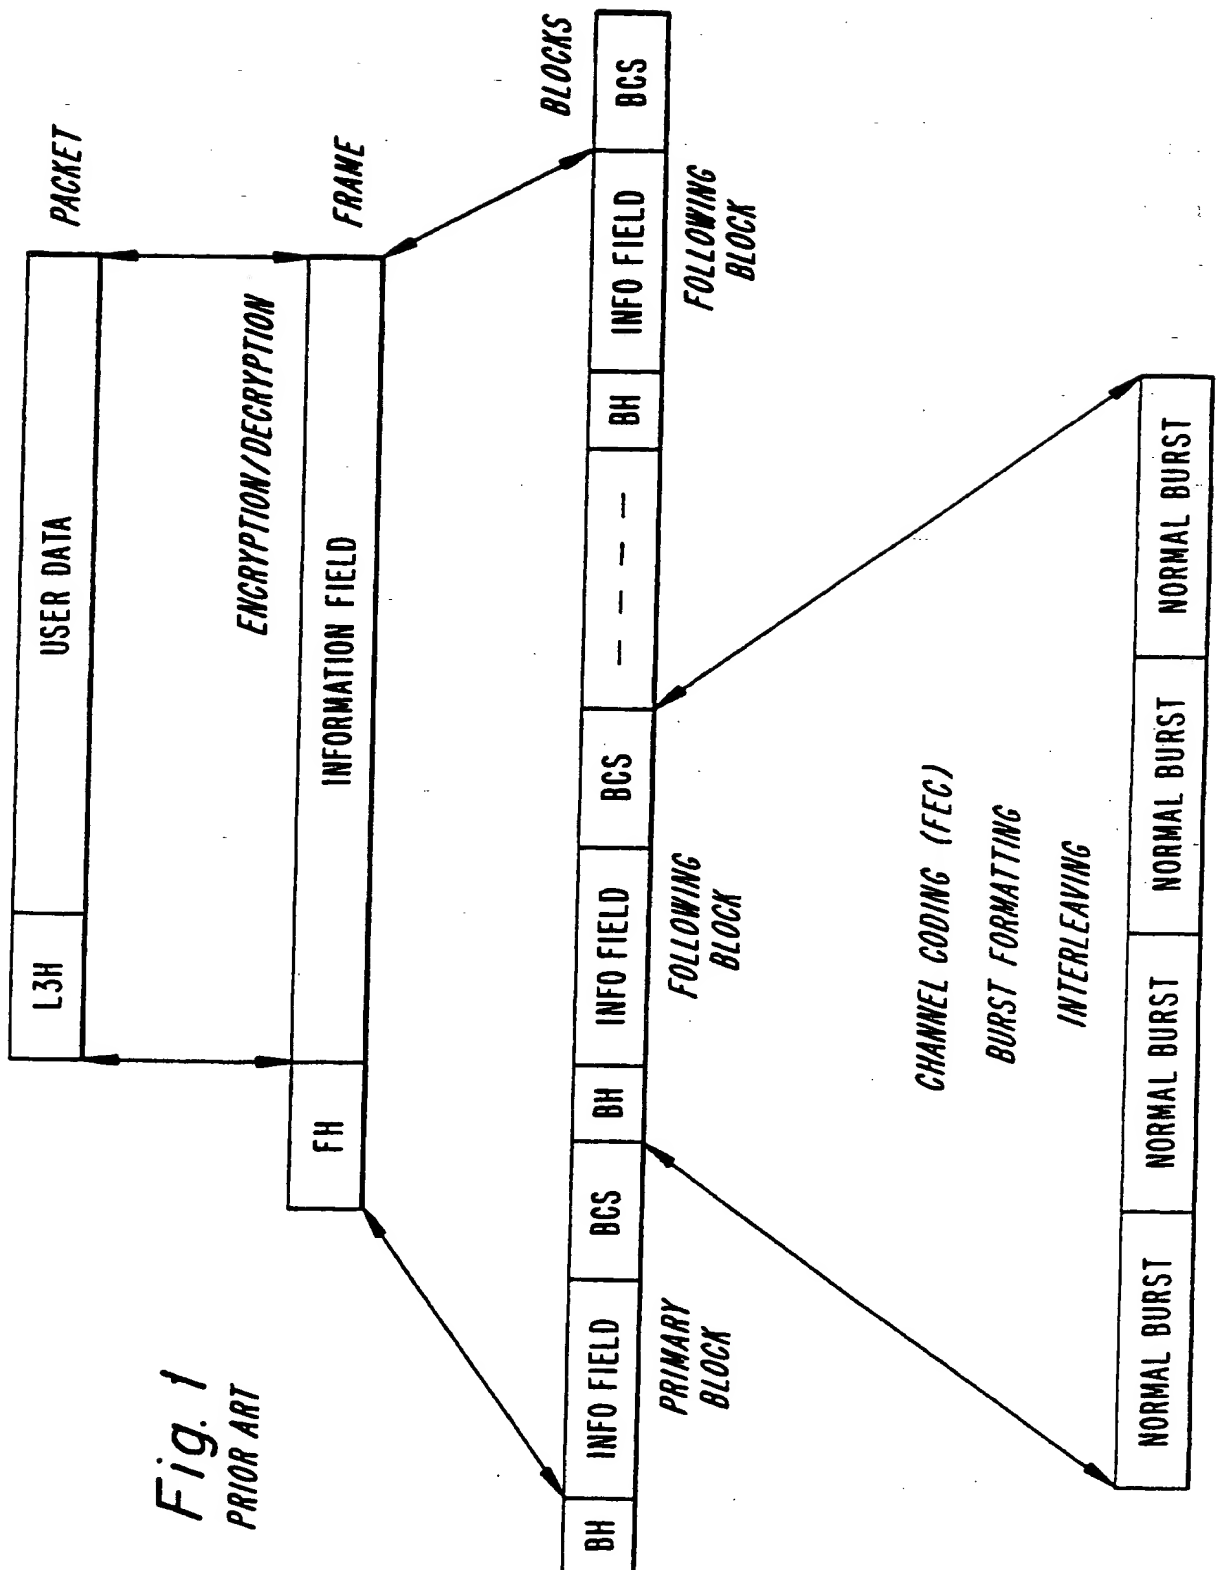 Fig. 1
PRIOR ART
PACKET
L3H
USER DATA
ENCRYPTION/DECRYPTION
FRAME
FH
INFORMATION FIELD
BLOCKS
BH
INFO FIELD
BCS
BH
INFO FIELD
BCS
– – – –
BH
INFO FIELD
BCS
PRIMARY
BLOCK
FOLLOWING
BLOCK
FOLLOWING
BLOCK
CHANNEL CODING (FEC)
BURST FORMATTING
INTERLEAVING
NORMAL BURST
NORMAL BURST
NORMAL BURST
NORMAL BURST